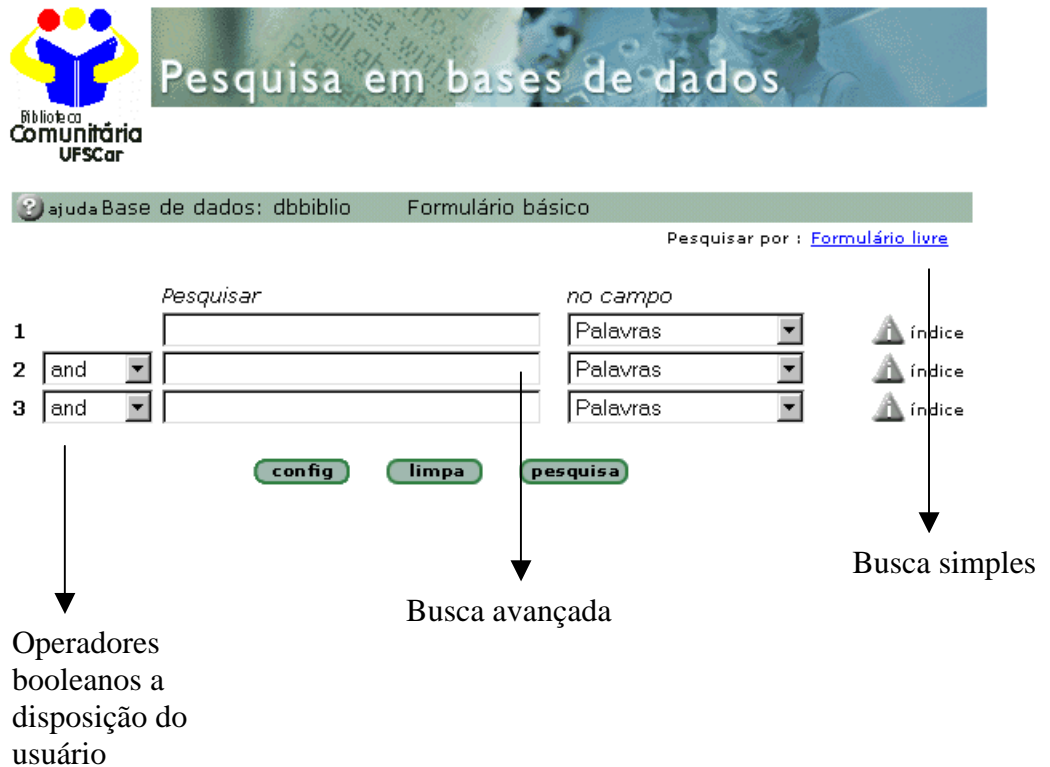 Pesquisa em bases de dados
Biblioteca
Comunitária
UFSCar
? ajuda Base de dados: dbbiblio Formulário básico
Pesquisar por : Formulário livre
Pesquisar no campo
1 Palavras índice
2 and Palavras índice
3 and Palavras índice
config limpa pesquisa
Busca simples
Busca avançada
Operadores
booleanos a
disposição do
usuário